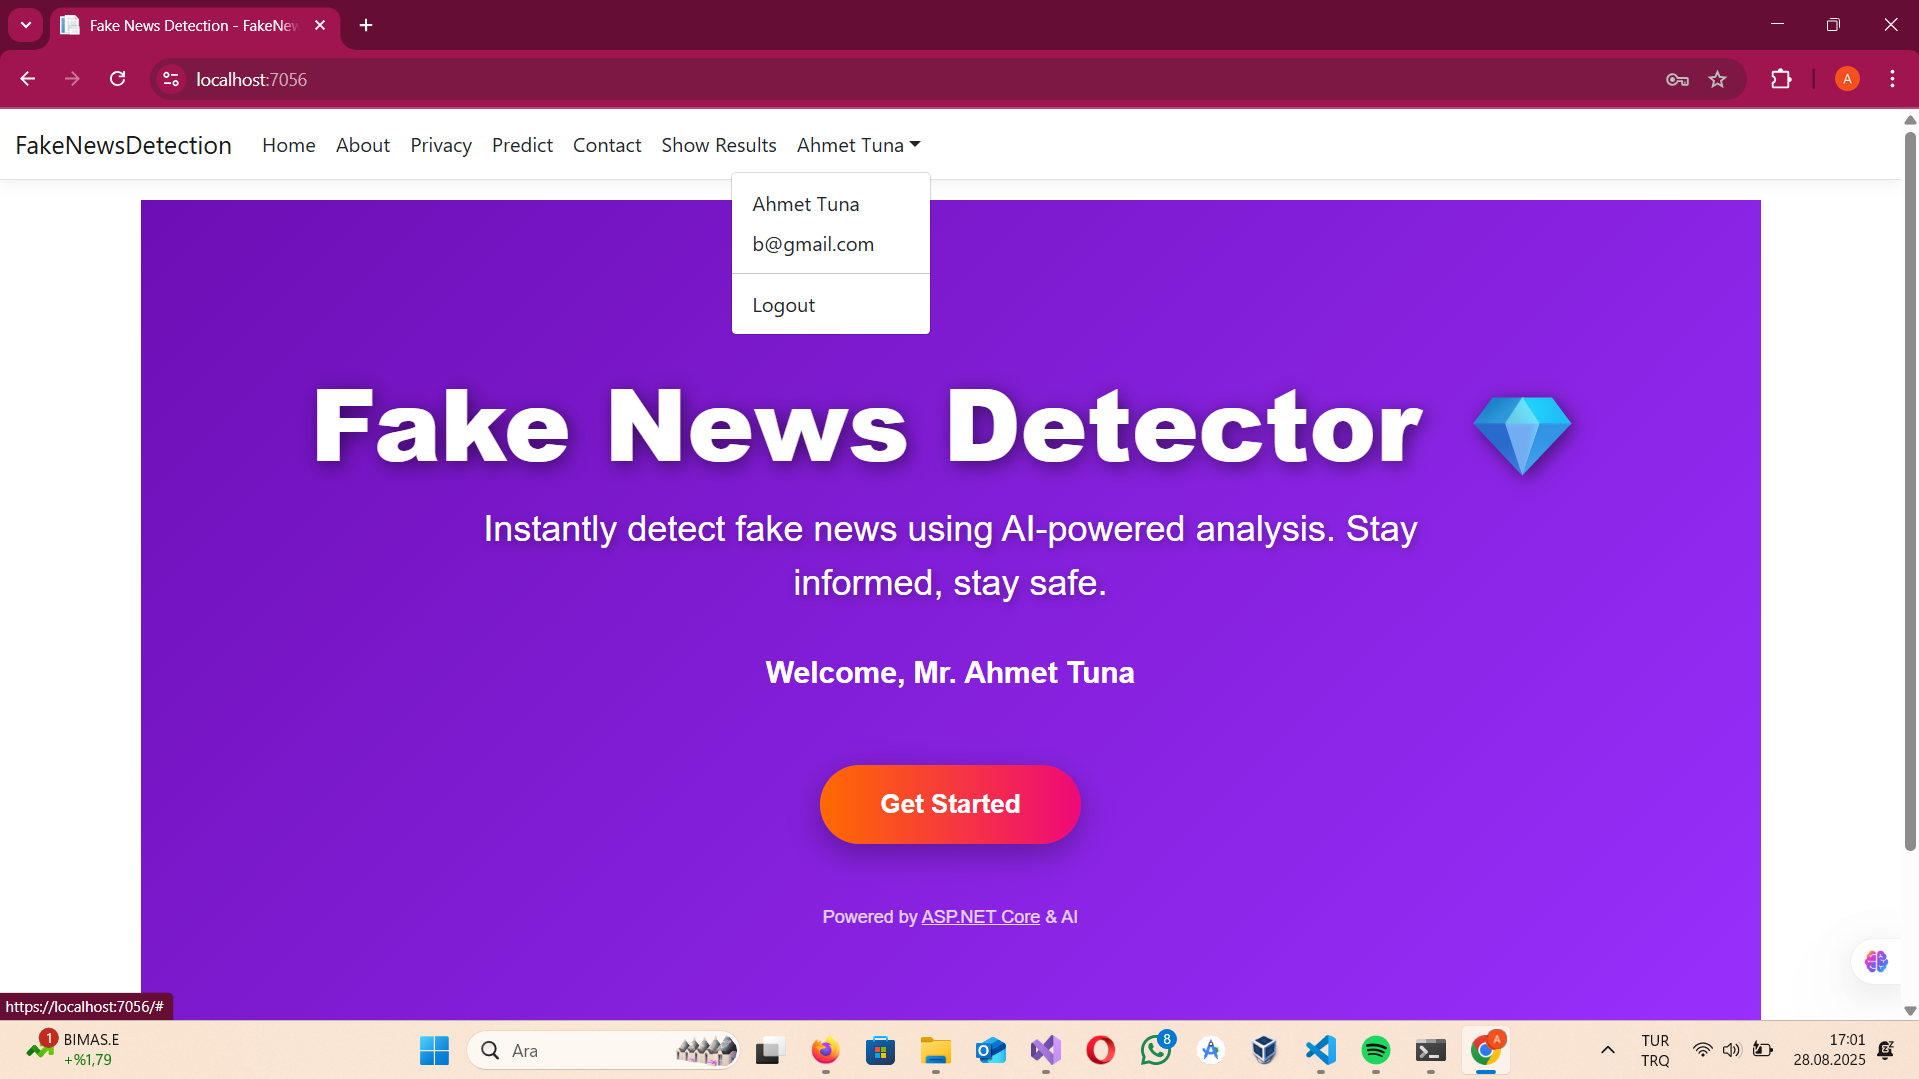 Fake News Detection - FakeNew
localhost:7056
A
FakeNewsDetection Home About Privacy Predict Contact Show Results Ahmet Tuna
Ahmet Tuna
b@gmail.com
Logout
Fake News Detector
Instantly detect fake news using AI-powered analysis. Stay
informed, stay safe.
Welcome, Mr. Ahmet Tuna
Get Started
Powered by ASP.NET Core & AI
https://localhost:7056/#
1
BIMAS.E
+%1,79
Ara
8
A
TUR
TRQ
17:01
28.08.2025